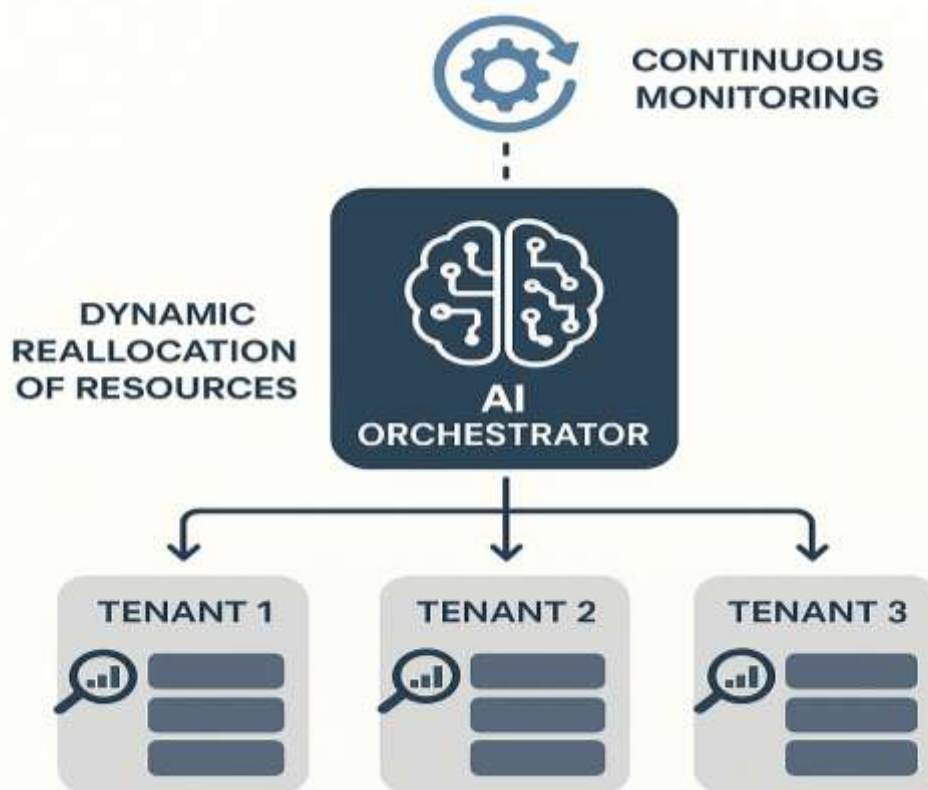 CONTINUOUS
MONITORING
DYNAMIC
REALLOCATION
OF RESOURCES
AI
ORCHESTRATOR
TENANT 1
TENANT 2
TENANT 3